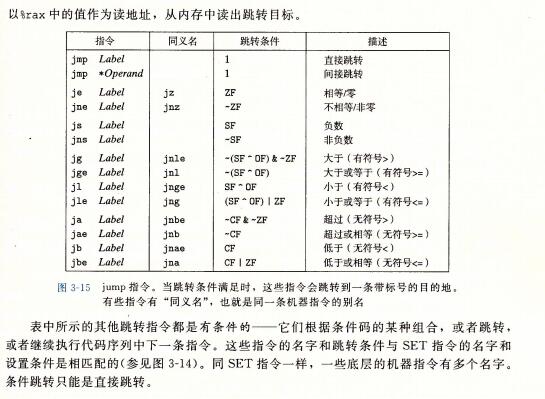 以%rax 中的值作为读地址，从内存中读出跳转目标。
指令 同义名 跳转条件 描述
jmp Label 1 直接跳转
jmp *Operand 1 间接跳转
je Label jz ZF 相等/零
jne Label jnz ~ZF 不相等/非零
js Label SF 负数
jns Label ~SF 非负数
jg Label jnle ~(SF ^ OF) & ~ZF 大于（有符号>）
jge Label jnl ~(SF ^ OF) 大于或等于（有符号>=）
jl Label jnge SF ^ OF 小于（有符号<）
jle Label jng (SF ^ OF) | ZF 小于或等于（有符号<=）
ja Label jnbe ~CF & ~ZF 超过（无符号>）
jae Label jnb ~CF 超过或相等（无符号>=）
jb Label jnae CF 低于（无符号<）
jbe Label jna CF | ZF 低于或相等（无符号<=）
图 3-15 jump 指令。当跳转条件满足时，这些指令会跳转到一条带标号的目的地。
有些指令有“同义名”，也就是同一条机器指令的别名
表中所示的其他跳转指令都是有条件的——它们根据条件码的某种组合，或者跳转，
或者继续执行代码序列中下一条指令。这些指令的名字和跳转条件与 SET 指令的名字和
设置条件是相匹配的（参见图 3-14）。同 SET 指令一样，一些底层的机器指令有多个名字。
条件跳转只能是直接跳转。